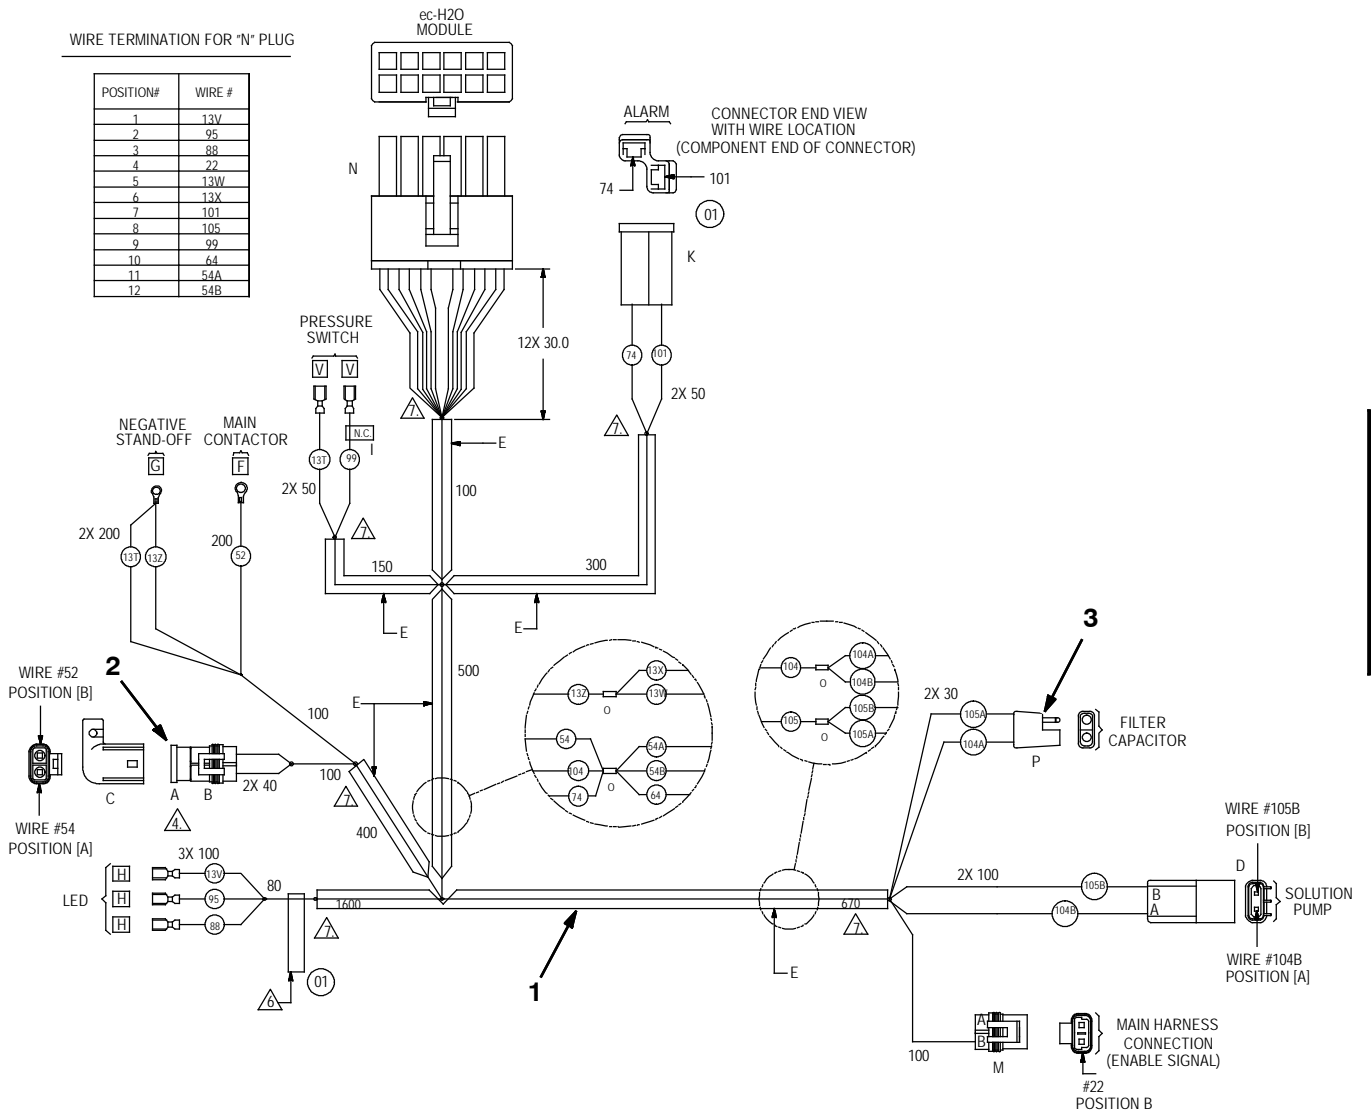 WIRE TERMINATION FOR "N" PLUG
POSITION# WIRE #
1 13V
2 95
3 88
4 22
5 13W
6 13X
7 101
8 105
9 99
10 64
11 54A
12 54B
ec-H2O
MODULE
N
12X 30.0
7.
E
100
ALARM
74
101
CONNECTOR END VIEW
WITH WIRE LOCATION
(COMPONENT END OF CONNECTOR)
01
K
74
101
2X 50
7.
PRESSURE
SWITCH
V V
N.C.
I
13T
99
2X 50
7.
150
300
E
E
NEGATIVE
STAND-OFF
G
MAIN
CONTACTOR
F
2X 200
13T
13Z
200
52
500
E
100
2
WIRE #52
POSITION [B]
WIRE #54
POSITION [A]
C
A
B
4.
2X 40
100
7.
400
LED
H
H
H
3X 100
13V
95
88
80
6
01
1600
7.
1
13Z
13X
13W
O
54
104
74
54A
54B
64
O
104
104A
104B
O
105
105B
105A
O
670
7.
E
3
2X 30
105A
104A
P
FILTER
CAPACITOR
2X 100
105B
104B
B
A
D
WIRE #105B
POSITION [B]
SOLUTION
PUMP
WIRE #104B
POSITION [A]
100
A
B
M
MAIN HARNESS
CONNECTION
(ENABLE SIGNAL)
#22
POSITION B